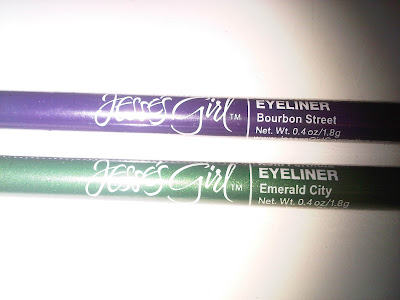 Jesse's Girl™
EYELINER
Bourbon Street
Net. Wt. 0.4 oz/1.8g
Jesse's Girl™
EYELINER
Emerald City
Net. Wt. 0.4 oz/1.8g